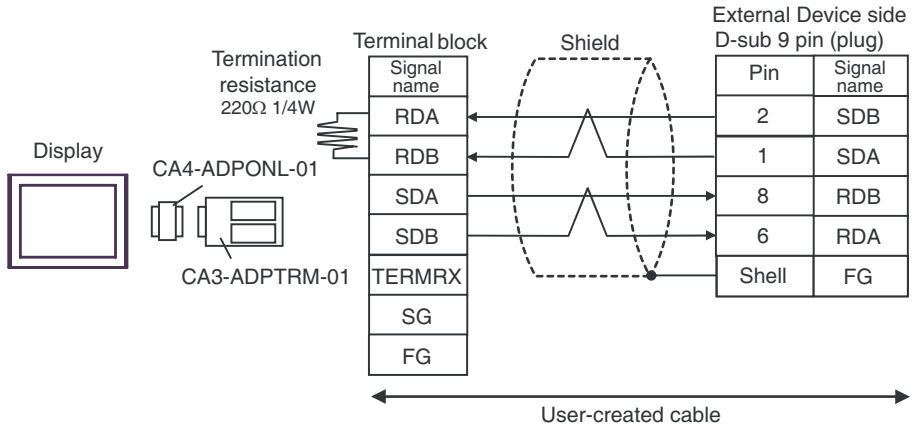 External Device side
D-sub 9 pin (plug)
Terminal block
Shield
Termination
resistance
220Ω 1/4W
Signal
name
Pin
Signal
name
RDA
2
SDB
RDB
1
SDA
Display
CA4-ADPONL-01
SDA
8
RDB
SDB
6
RDA
CA3-ADPTRM-01
TERMRX
Shell
FG
SG
FG
User-created cable